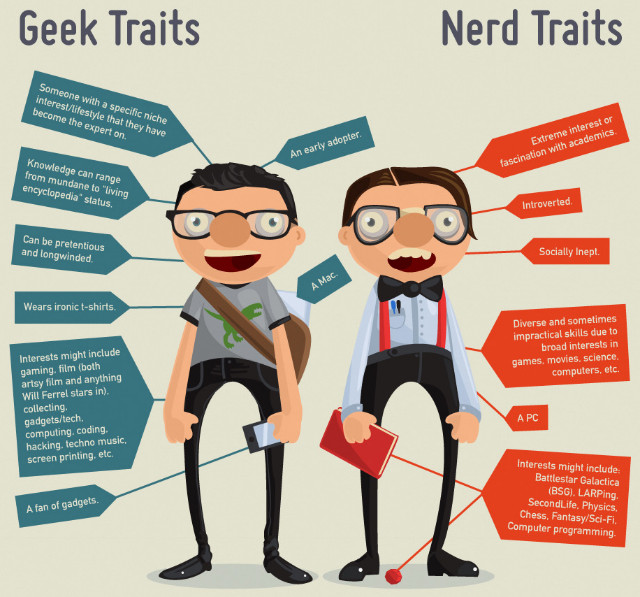 Geek Traits
Someone with a specific niche
interest/lifestyle that they have
become the expert on.
An early adopter.
Knowledge can range
from mundane to "living
encyclopedia" status.
Can be pretentious
and longwinded.
A Mac.
Wears ironic t-shirts.
Interests might include
gaming, film (both
artsy film and anything
Will Ferrel stars in),
collecting,
gadgets/tech,
computing, coding,
hacking, techno music,
screen printing, etc.
A fan of gadgets.
Nerd Traits
Extreme interest or
fascination with academics.
Introverted.
Socially Inept.
Diverse and sometimes
impractical skills due to
broad interests in
games, movies, science,
computers, etc.
A PC
Interests might include:
Battlestar Galactica
(BSG), LARPing,
SecondLife, Physics,
Chess, Fantasy/Sci-Fi,
Computer programming.